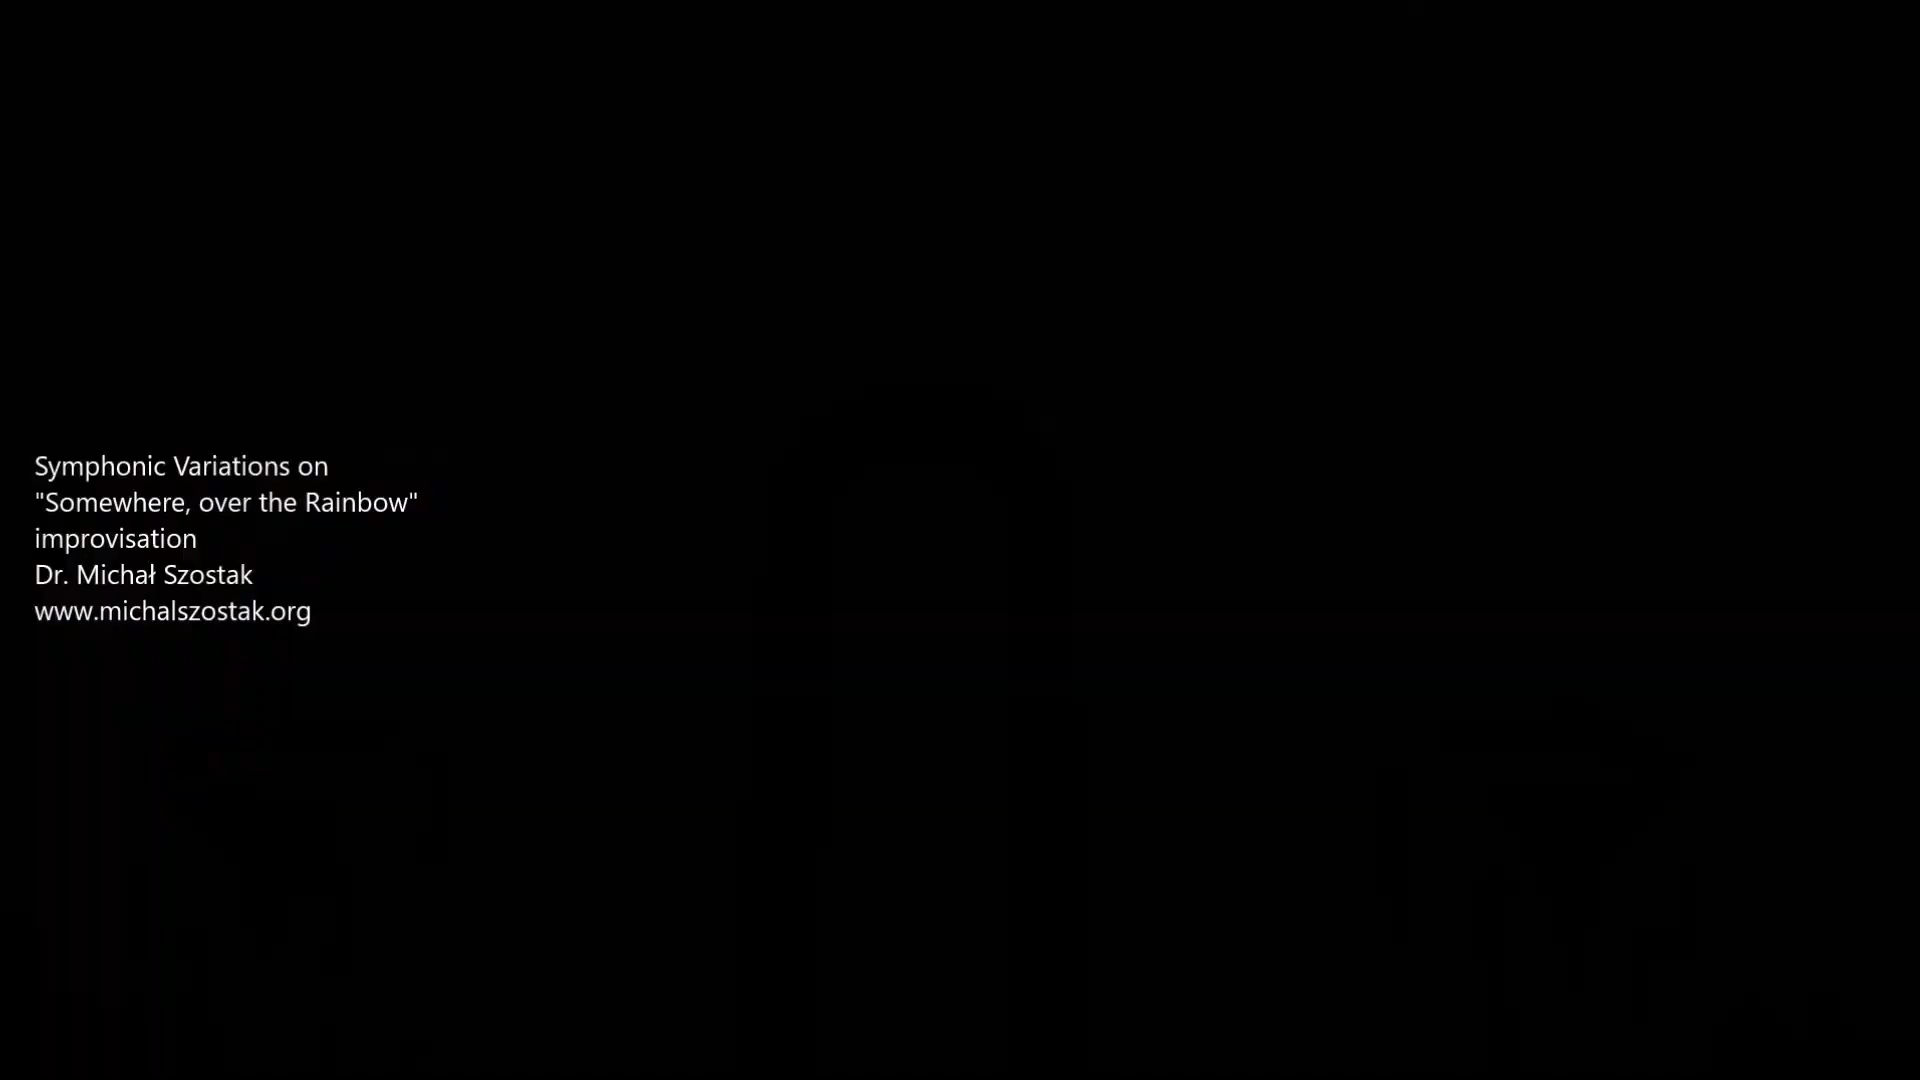 Symphonic Variations on
"Somewhere, over the Rainbow"
improvisation
Dr. Michał Szostak
www.michalszostak.org